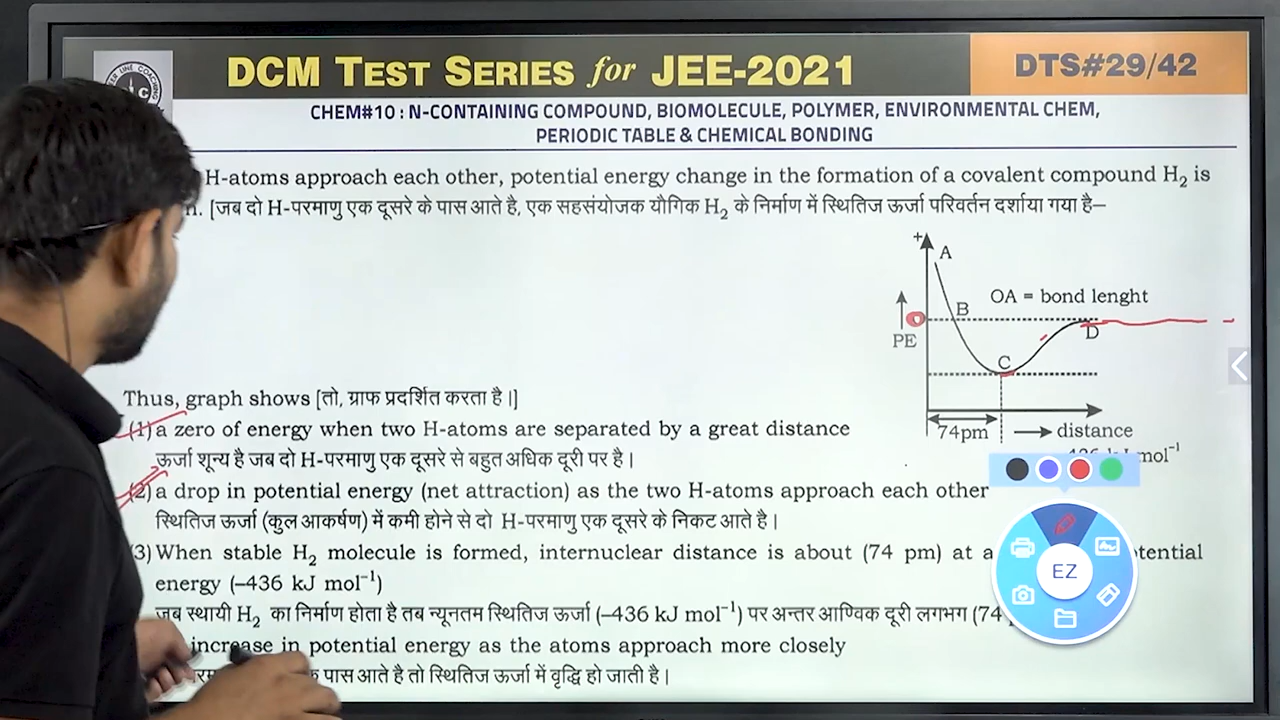 DCM TEST SERIES for JEE-2021
DTS#29/42
CHEM#10 : N-CONTAINING COMPOUND, BIOMOLECULE, POLYMER, ENVIRONMENTAL CHEM,
PERIODIC TABLE & CHEMICAL BONDING
H-atoms approach each other, potential energy change in the formation of a covalent compound H₂ is
[जब दो H-परमाणु एक दूसरे के पास आते है, एक सहसंयोजक यौगिक H₂ के निर्माण में स्थितिज ऊर्जा परिवर्तन दर्शाया गया है–
+
A
OA = bond lenght
B
O
PE
D
C
74pm
distance
mol⁻¹
Thus, graph shows [तो, ग्राफ प्रदर्शित करता है।]
(1) a zero of energy when two H-atoms are separated by a great distance
ऊर्जा शून्य है जब दो H-परमाणु एक दूसरे से बहुत अधिक दूरी पर है।
(2) a drop in potential energy (net attraction) as the two H-atoms approach each other
स्थितिज ऊर्जा (कुल आकर्षण) में कमी होने से दो H-परमाणु एक दूसरे के निकट आते है।
(3) When stable H₂ molecule is formed, internuclear distance is about (74 pm) at a
energy (–436 kJ mol⁻¹)
जब स्थायी H₂ का निर्माण होता है तब न्यूनतम स्थितिज ऊर्जा (–436 kJ mol⁻¹) पर अन्तर आण्विक दूरी लगभग (74
increase in potential energy as the atoms approach more closely
पास आते है तो स्थितिज ऊर्जा में वृद्धि हो जाती है।
EZ